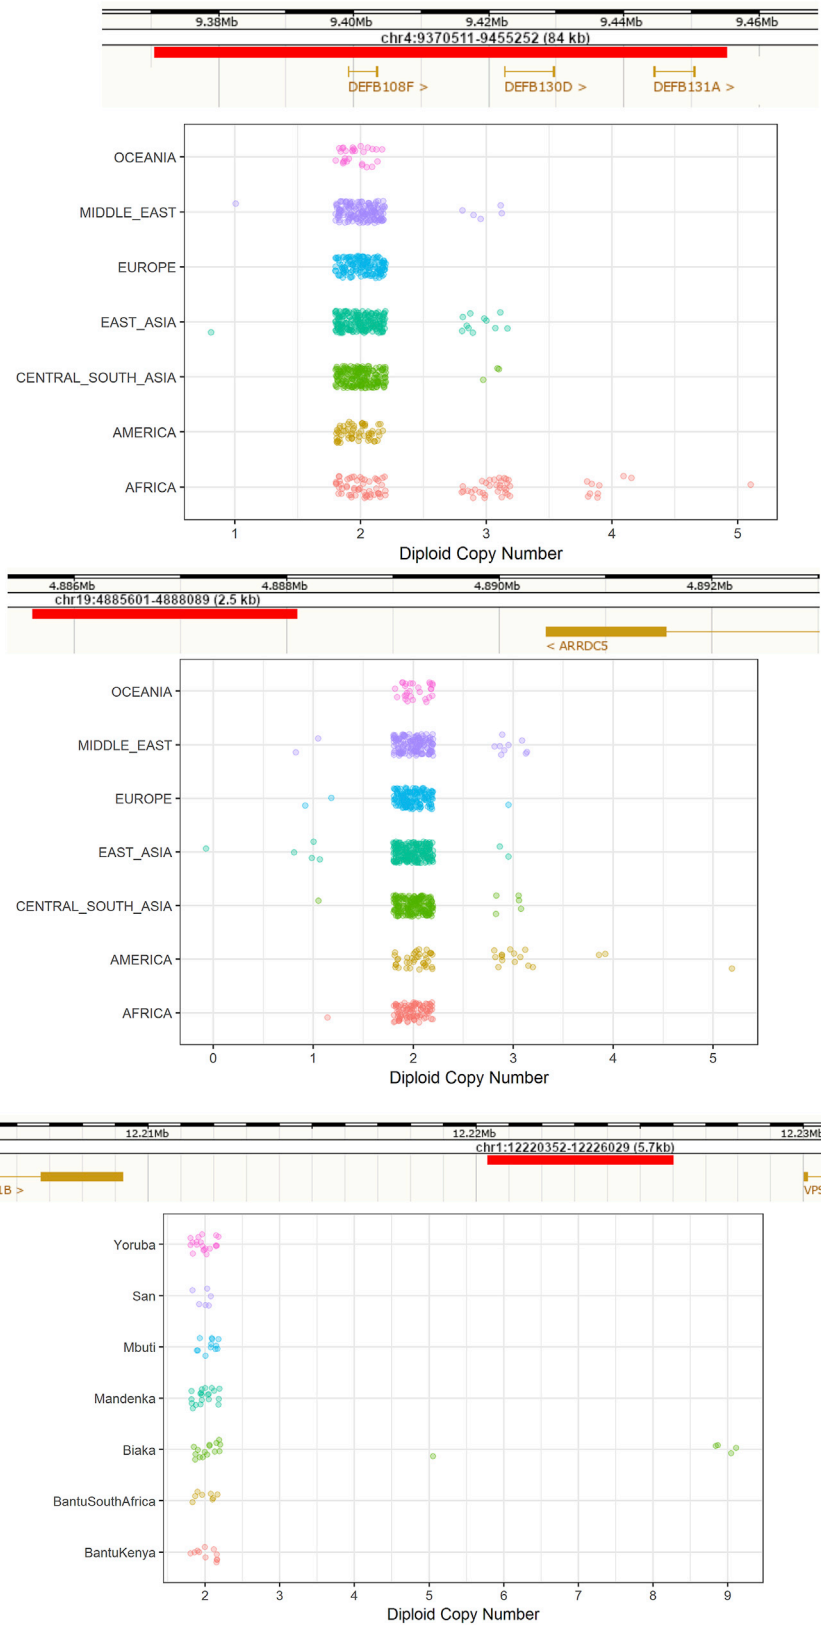 9.38Mb 9.40Mb 9.42Mb 9.44Mb 9.46Mb
chr4:9370511-9455252 (84 kb)
DEFB108F > DEFB130D > DEFB131A >
OCEANIA
MIDDLE_EAST
EUROPE
EAST_ASIA
CENTRAL_SOUTH_ASIA
AMERICA
AFRICA
1 2 3 4 5
Diploid Copy Number
4.886Mb 4.888Mb 4.890Mb 4.892Mb
chr19:4885601-4888089 (2.5 kb)
< ARRDC5
OCEANIA
MIDDLE_EAST
EUROPE
EAST_ASIA
CENTRAL_SOUTH_ASIA
AMERICA
AFRICA
0 1 2 3 4 5
Diploid Copy Number
12.21Mb 12.22Mb 12.23Mb
chr1:12220352-12226029 (5.7kb)
1B > VPS
Yoruba
San
Mbuti
Mandenka
Biaka
BantuSouthAfrica
BantuKenya
2 3 4 5 6 7 8 9
Diploid Copy Number